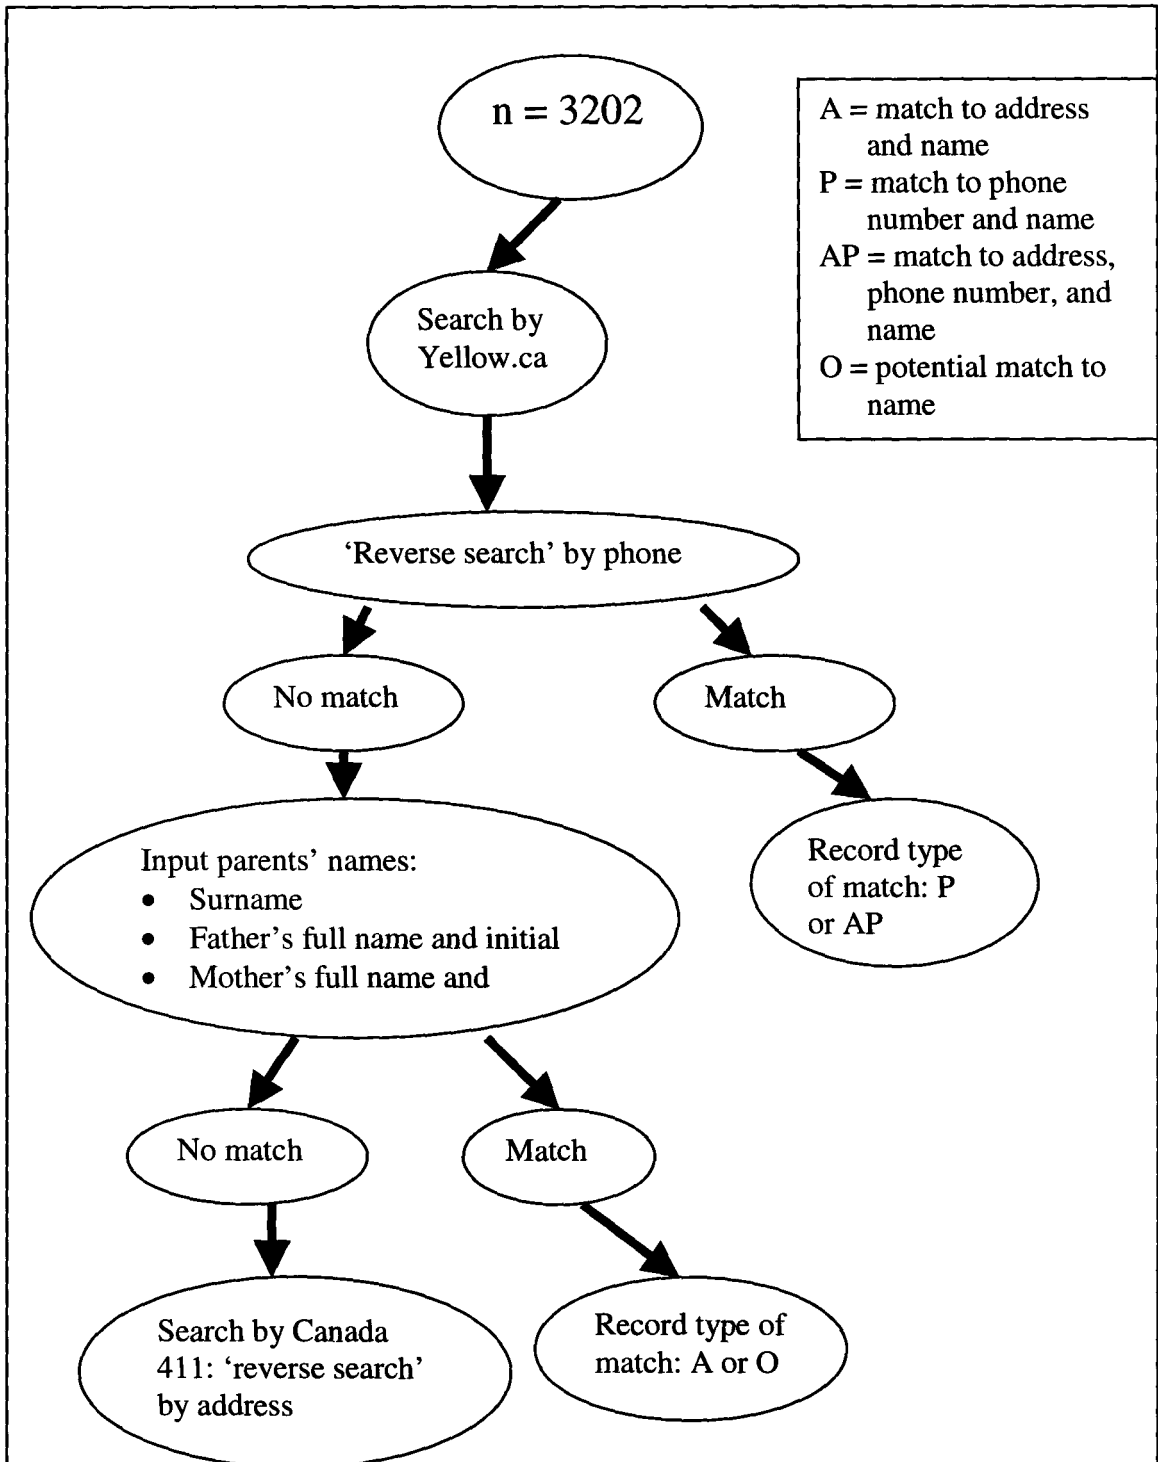 n = 3202
A = match to address
and name
P = match to phone
number and name
AP = match to address,
phone number, and
name
O = potential match to
name
Search by
Yellow.ca
‘Reverse search’ by phone
No match
Match
Record type
of match: P
or AP
Input parents’ names:
• Surname
• Father’s full name and initial
• Mother’s full name and
No match
Match
Search by Canada
411: ‘reverse search’
by address
Record type of
match: A or O